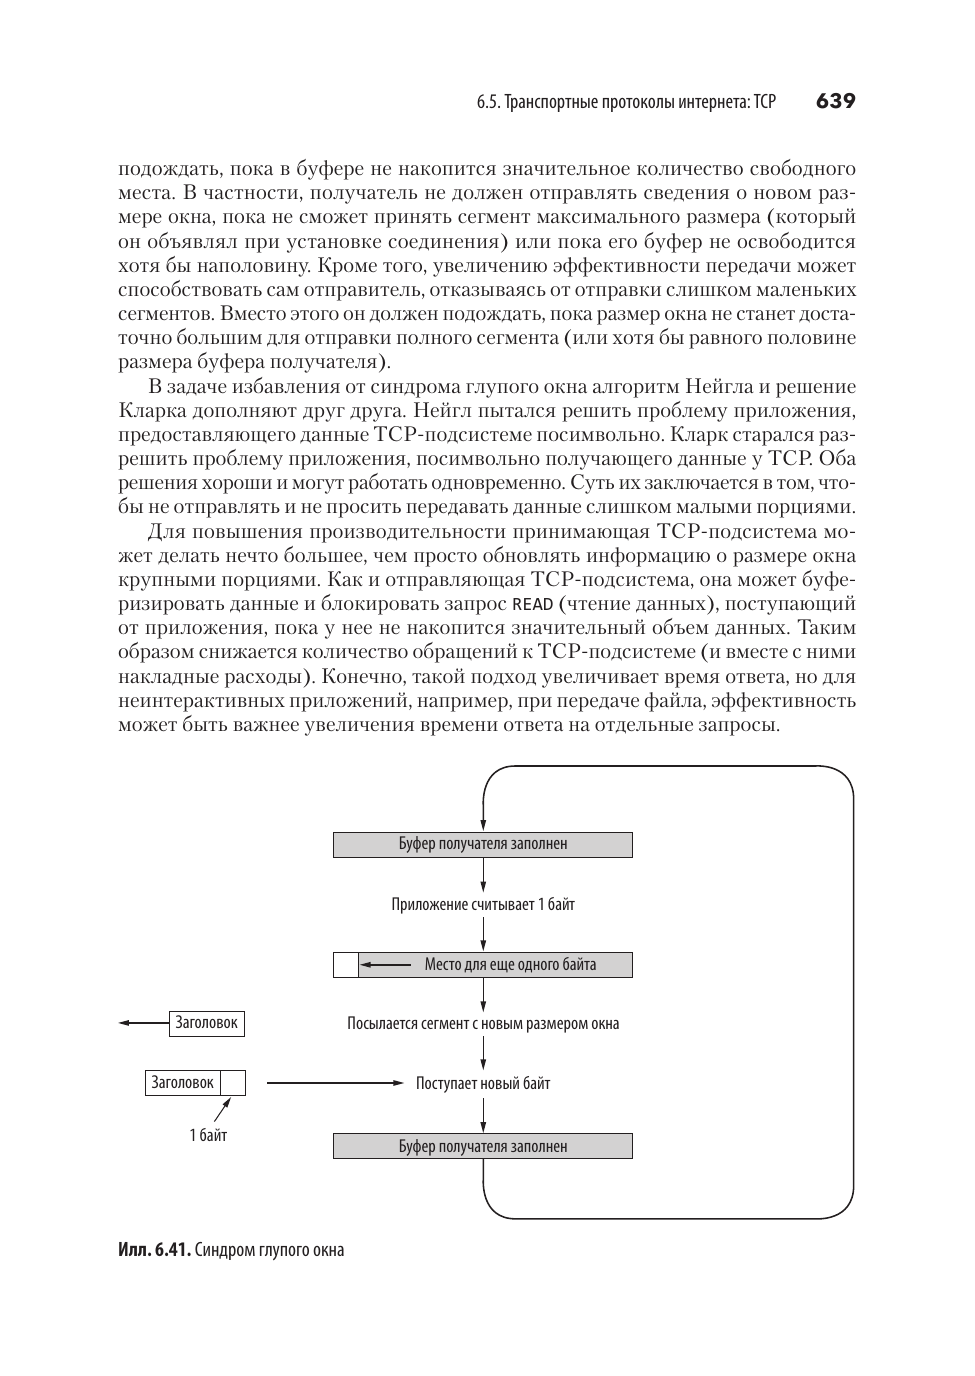 6.5. Транспортные протоколы интернета: TCP 639
подождать, пока в буфере не накопится значительное количество свободного
места. В частности, получатель не должен отправлять сведения о новом раз-
мере окна, пока не сможет принять сегмент максимального размера (который
он объявлял при установке соединения) или пока его буфер не освободится
хотя бы наполовину. Кроме того, увеличению эффективности передачи может
способствовать сам отправитель, отказываясь от отправки слишком маленьких
сегментов. Вместо этого он должен подождать, пока размер окна не станет доста-
точно большим для отправки полного сегмента (или хотя бы равного половине
размера буфера получателя).
В задаче избавления от синдрома глупого окна алгоритм Нейгла и решение
Кларка дополняют друг друга. Нейгл пытался решить проблему приложения,
предоставляющего данные TCP-подсистеме посимвольно. Кларк старался раз-
решить проблему приложения, посимвольно получающего данные у TCP. Оба
решения хороши и могут работать одновременно. Суть их заключается в том, что-
бы не отправлять и не просить передавать данные слишком малыми порциями.
Для повышения производительности принимающая TCP-подсистема мо-
жет делать нечто большее, чем просто обновлять информацию о размере окна
крупными порциями. Как и отправляющая TCP-подсистема, она может буфе-
ризировать данные и блокировать запрос READ (чтение данных), поступающий
от приложения, пока у нее не накопится значительный объем данных. Таким
образом снижается количество обращений к TCP-подсистеме (и вместе с ними
накладные расходы). Конечно, такой подход увеличивает время ответа, но для
неинтерактивных приложений, например, при передаче файла, эффективность
может быть важнее увеличения времени ответа на отдельные запросы.
Буфер получателя заполнен
Приложение считывает 1 байт
Место для еще одного байта
Заголовок
Посылается сегмент с новым размером окна
Заголовок
Поступает новый байт
1 байт
Буфер получателя заполнен
Илл. 6.41. Синдром глупого окна